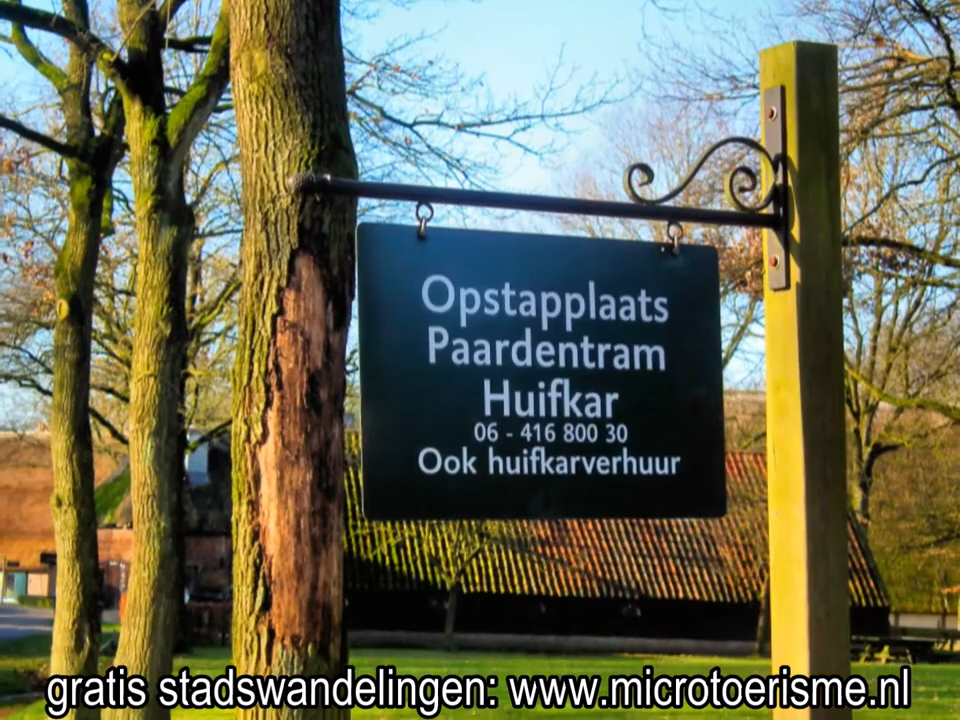 Opstapplaats
Paardentram
Huifkar
06 - 416 800 30
Ook huifkarverhuur
gratis stadswandelingen: www.microtoerisme.nl